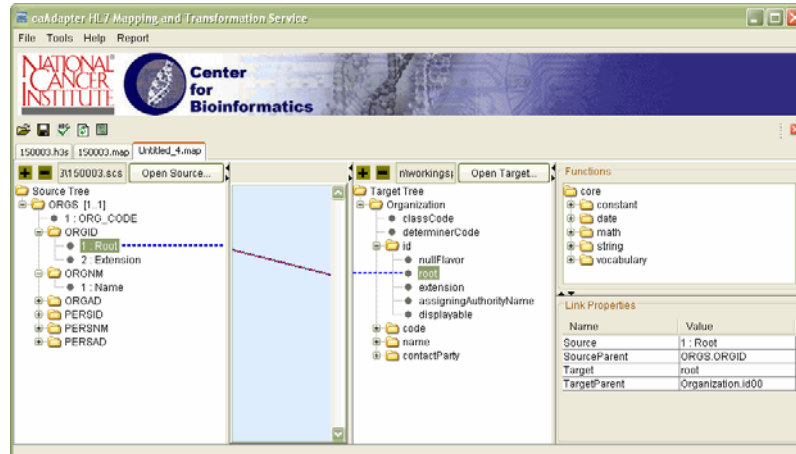 caAdapter HL7 Mapping and Transformation Service
File Tools Help Report
NATIONAL
CANCER
INSTITUTE
Center
for
Bioinformatics
150003.h3s 150003.map Untitled_4.map
3\150003.scs Open Source...
Source Tree
ORGS [1..1]
1 : ORG_CODE
ORGID
1 : Root
2 : Extension
ORGNM
1 : Name
ORGAD
PERSID
PERSNM
PERSAD
n\workingsp Open Target...
Target Tree
Organization
classCode
determinerCode
id
nullFlavor
root
extension
assigningAuthorityName
displayable
code
name
contactParty
Functions
core
constant
date
math
string
vocabulary
Link Properties
Name Value
Source 1 : Root
SourceParent ORGS.ORGID
Target root
TargetParent Organization.id00